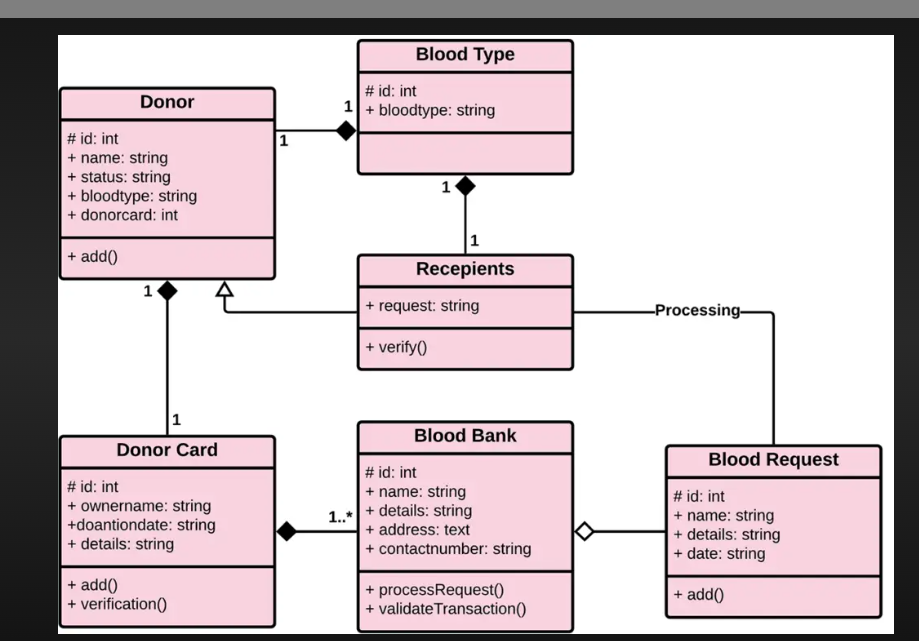 Blood Type
# id: int
+ bloodtype: string
Donor
# id: int
+ name: string
+ status: string
+ bloodtype: string
+ donorcard: int
+ add()
1
1
1
1
Recepients
+ request: string
+ verify()
Processing
1
1
Donor Card
# id: int
+ ownername: string
+doantiondate: string
+ details: string
+ add()
+ verification()
1..*
Blood Bank
# id: int
+ name: string
+ details: string
+ address: text
+ contactnumber: string
+ processRequest()
+ validateTransaction()
Blood Request
# id: int
+ name: string
+ details: string
+ date: string
+ add()